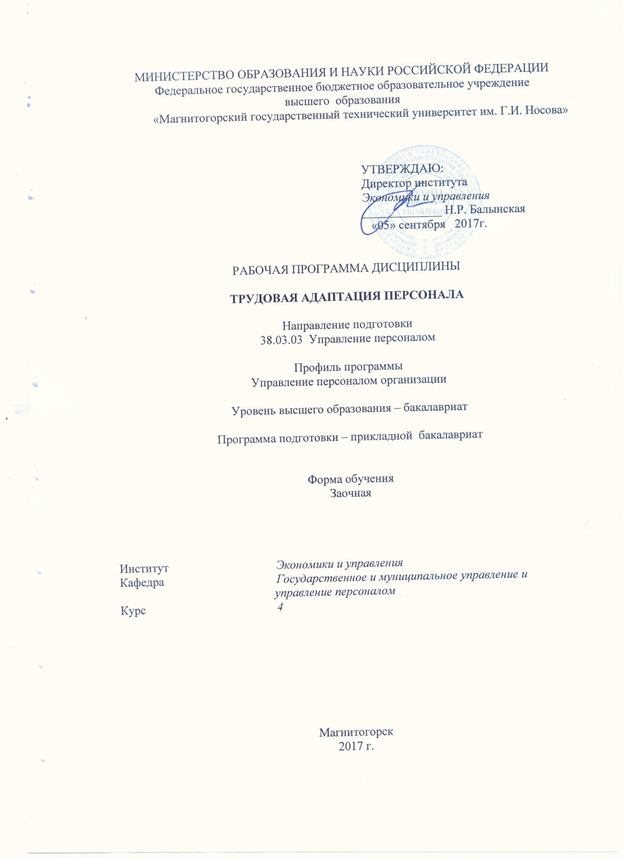 МИНИСТЕРСТВО ОБРАЗОВАНИЯ И НАУКИ РОССИЙСКОЙ ФЕДЕРАЦИИ
Федеральное государственное бюджетное образовательное учреждение
высшего образования
«Магнитогорский государственный технический университет им. Г.И. Носова»
УТВЕРЖДАЮ:
Директор института
Экономики и управления
Н.Р. Балынская
«05» сентября 2017г.
РАБОЧАЯ ПРОГРАММА ДИСЦИПЛИНЫ
ТРУДОВАЯ АДАПТАЦИЯ ПЕРСОНАЛА
Направление подготовки
38.03.03 Управление персоналом
Профиль программы
Управление персоналом организации
Уровень высшего образования – бакалавриат
Программа подготовки – прикладной бакалавриат
Форма обучения
Заочная
Институт Экономики и управления
Кафедра Государственное и муниципальное управление и
управление персоналом
Курс 4
Магнитогорск
2017 г.